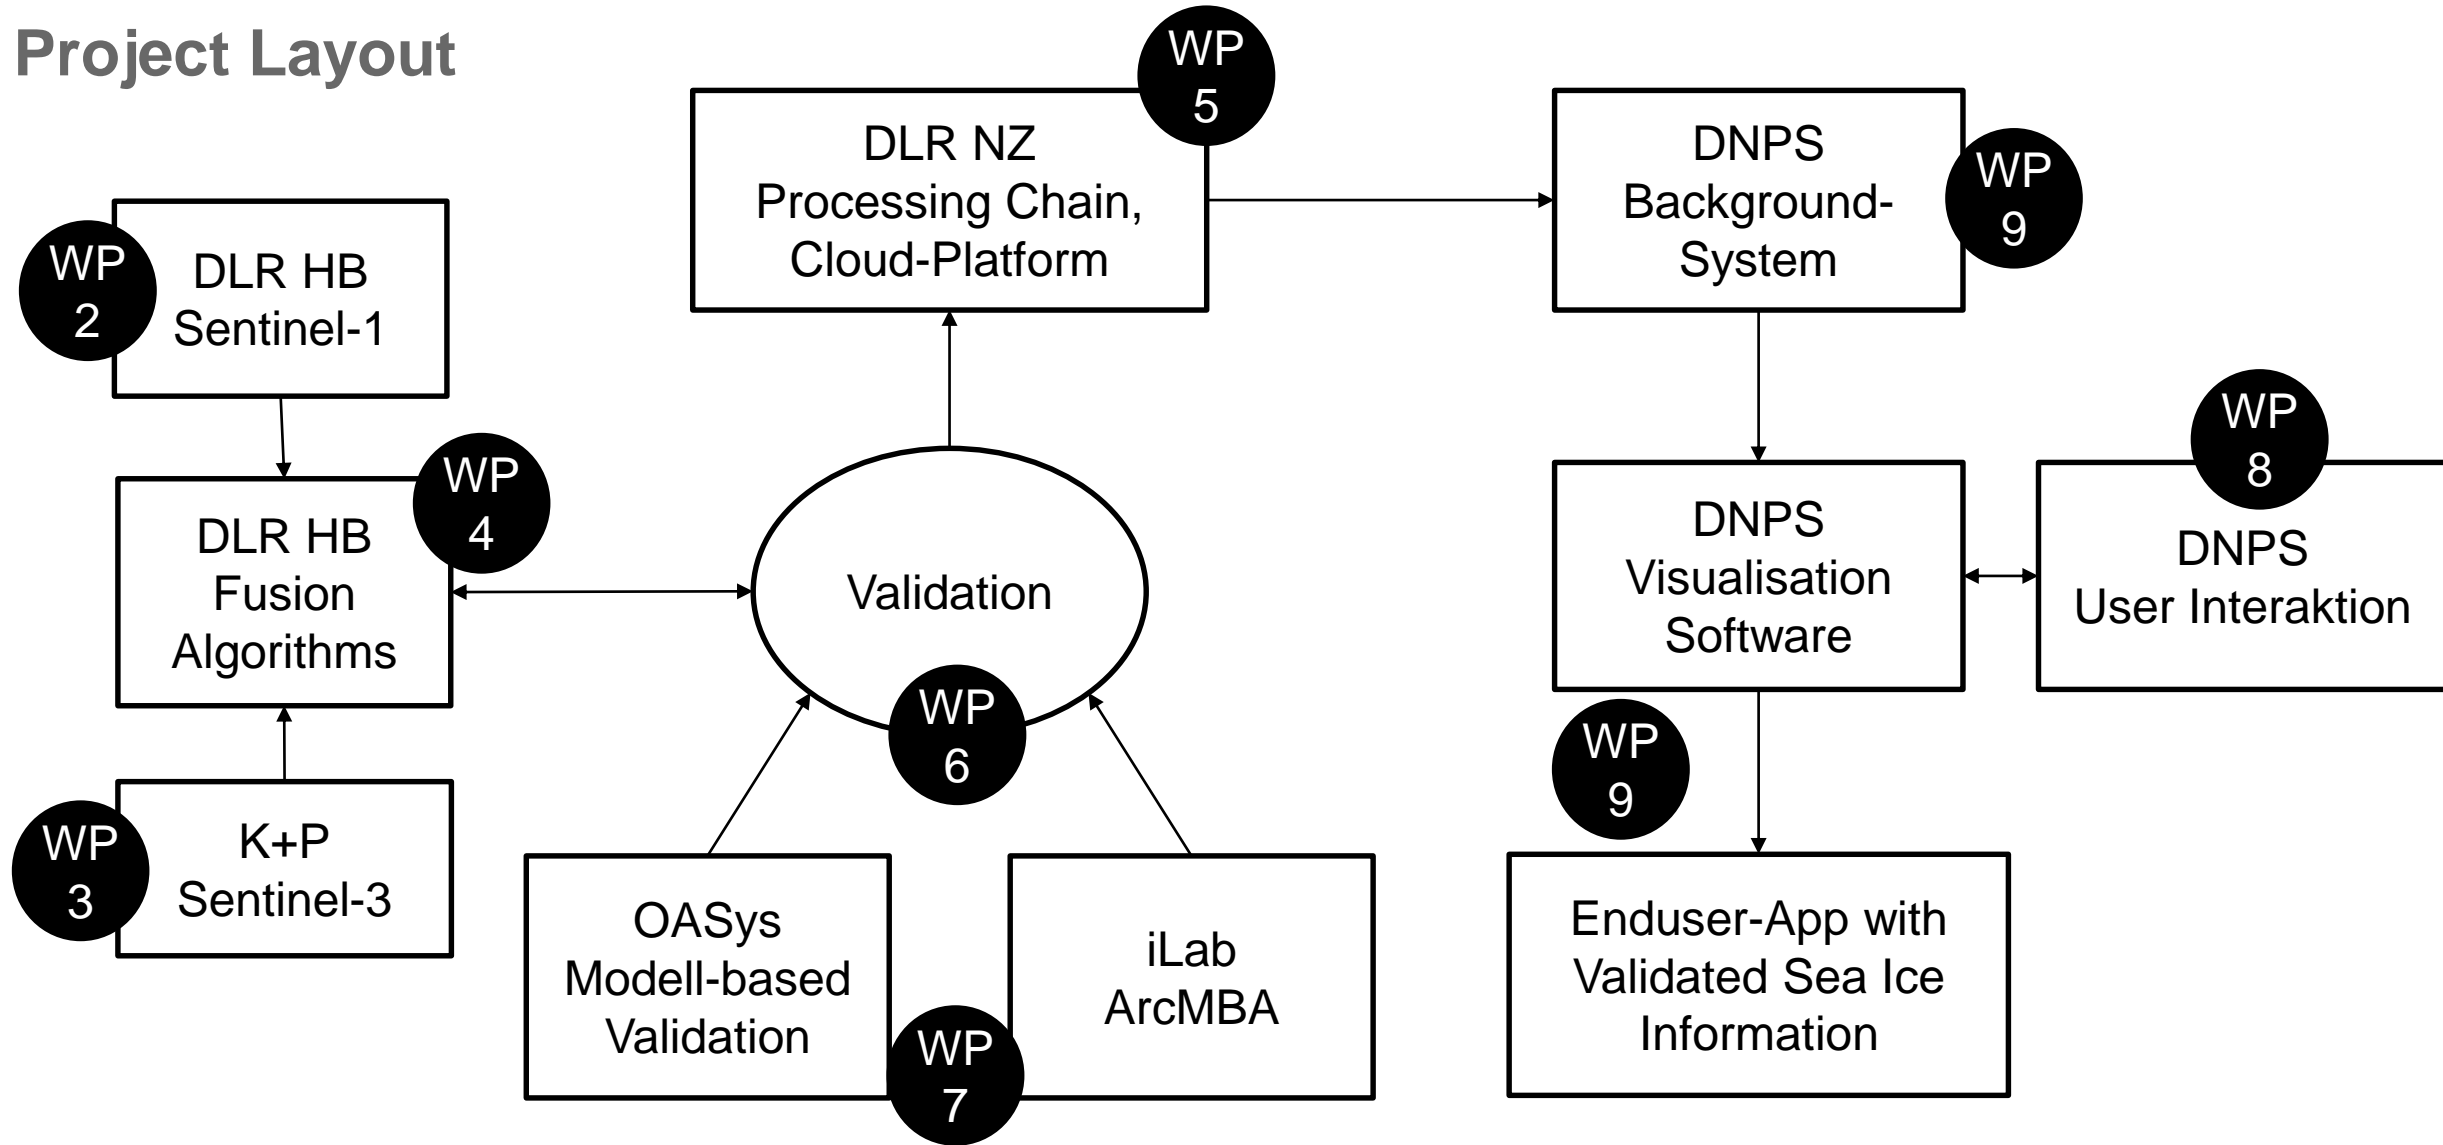 Project Layout
WP
2
DLR HB
Sentinel-1
WP
4
DLR HB
Fusion
Algorithms
WP
3
K+P
Sentinel-3
WP
5
DLR NZ
Processing Chain,
Cloud-Platform
Validation
WP
6
OASys
Modell-based
Validation
WP
7
iLab
ArcMBA
DNPS
Background-
System
WP
9
DNPS
Visualisation
Software
WP
8
DNPS
User Interaktion
WP
9
Enduser-App with
Validated Sea Ice
Information